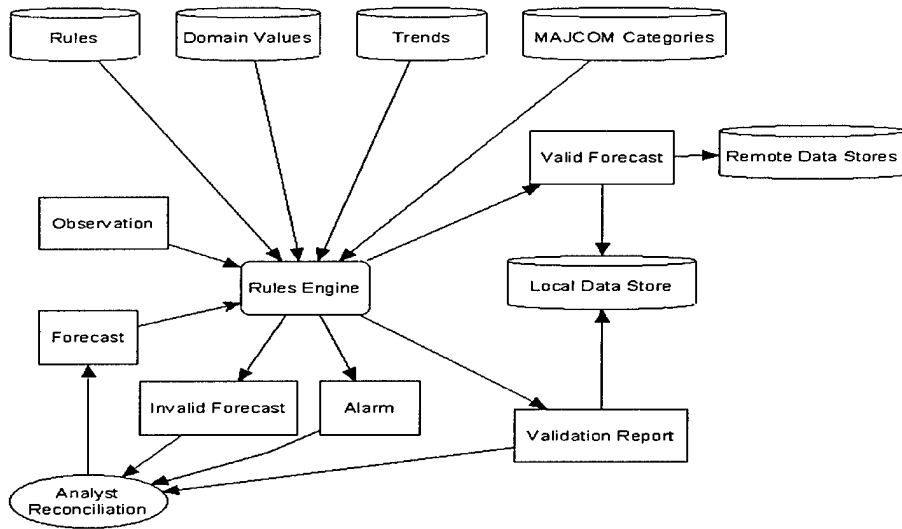 Rules
Domain Values
Trends
MAJCOM Categories
Valid Forecast
Remote Data Stores
Observation
Rules Engine
Local Data Store
Forecast
Invalid Forecast
Alarm
Validation Report
Analyst
Reconciliation